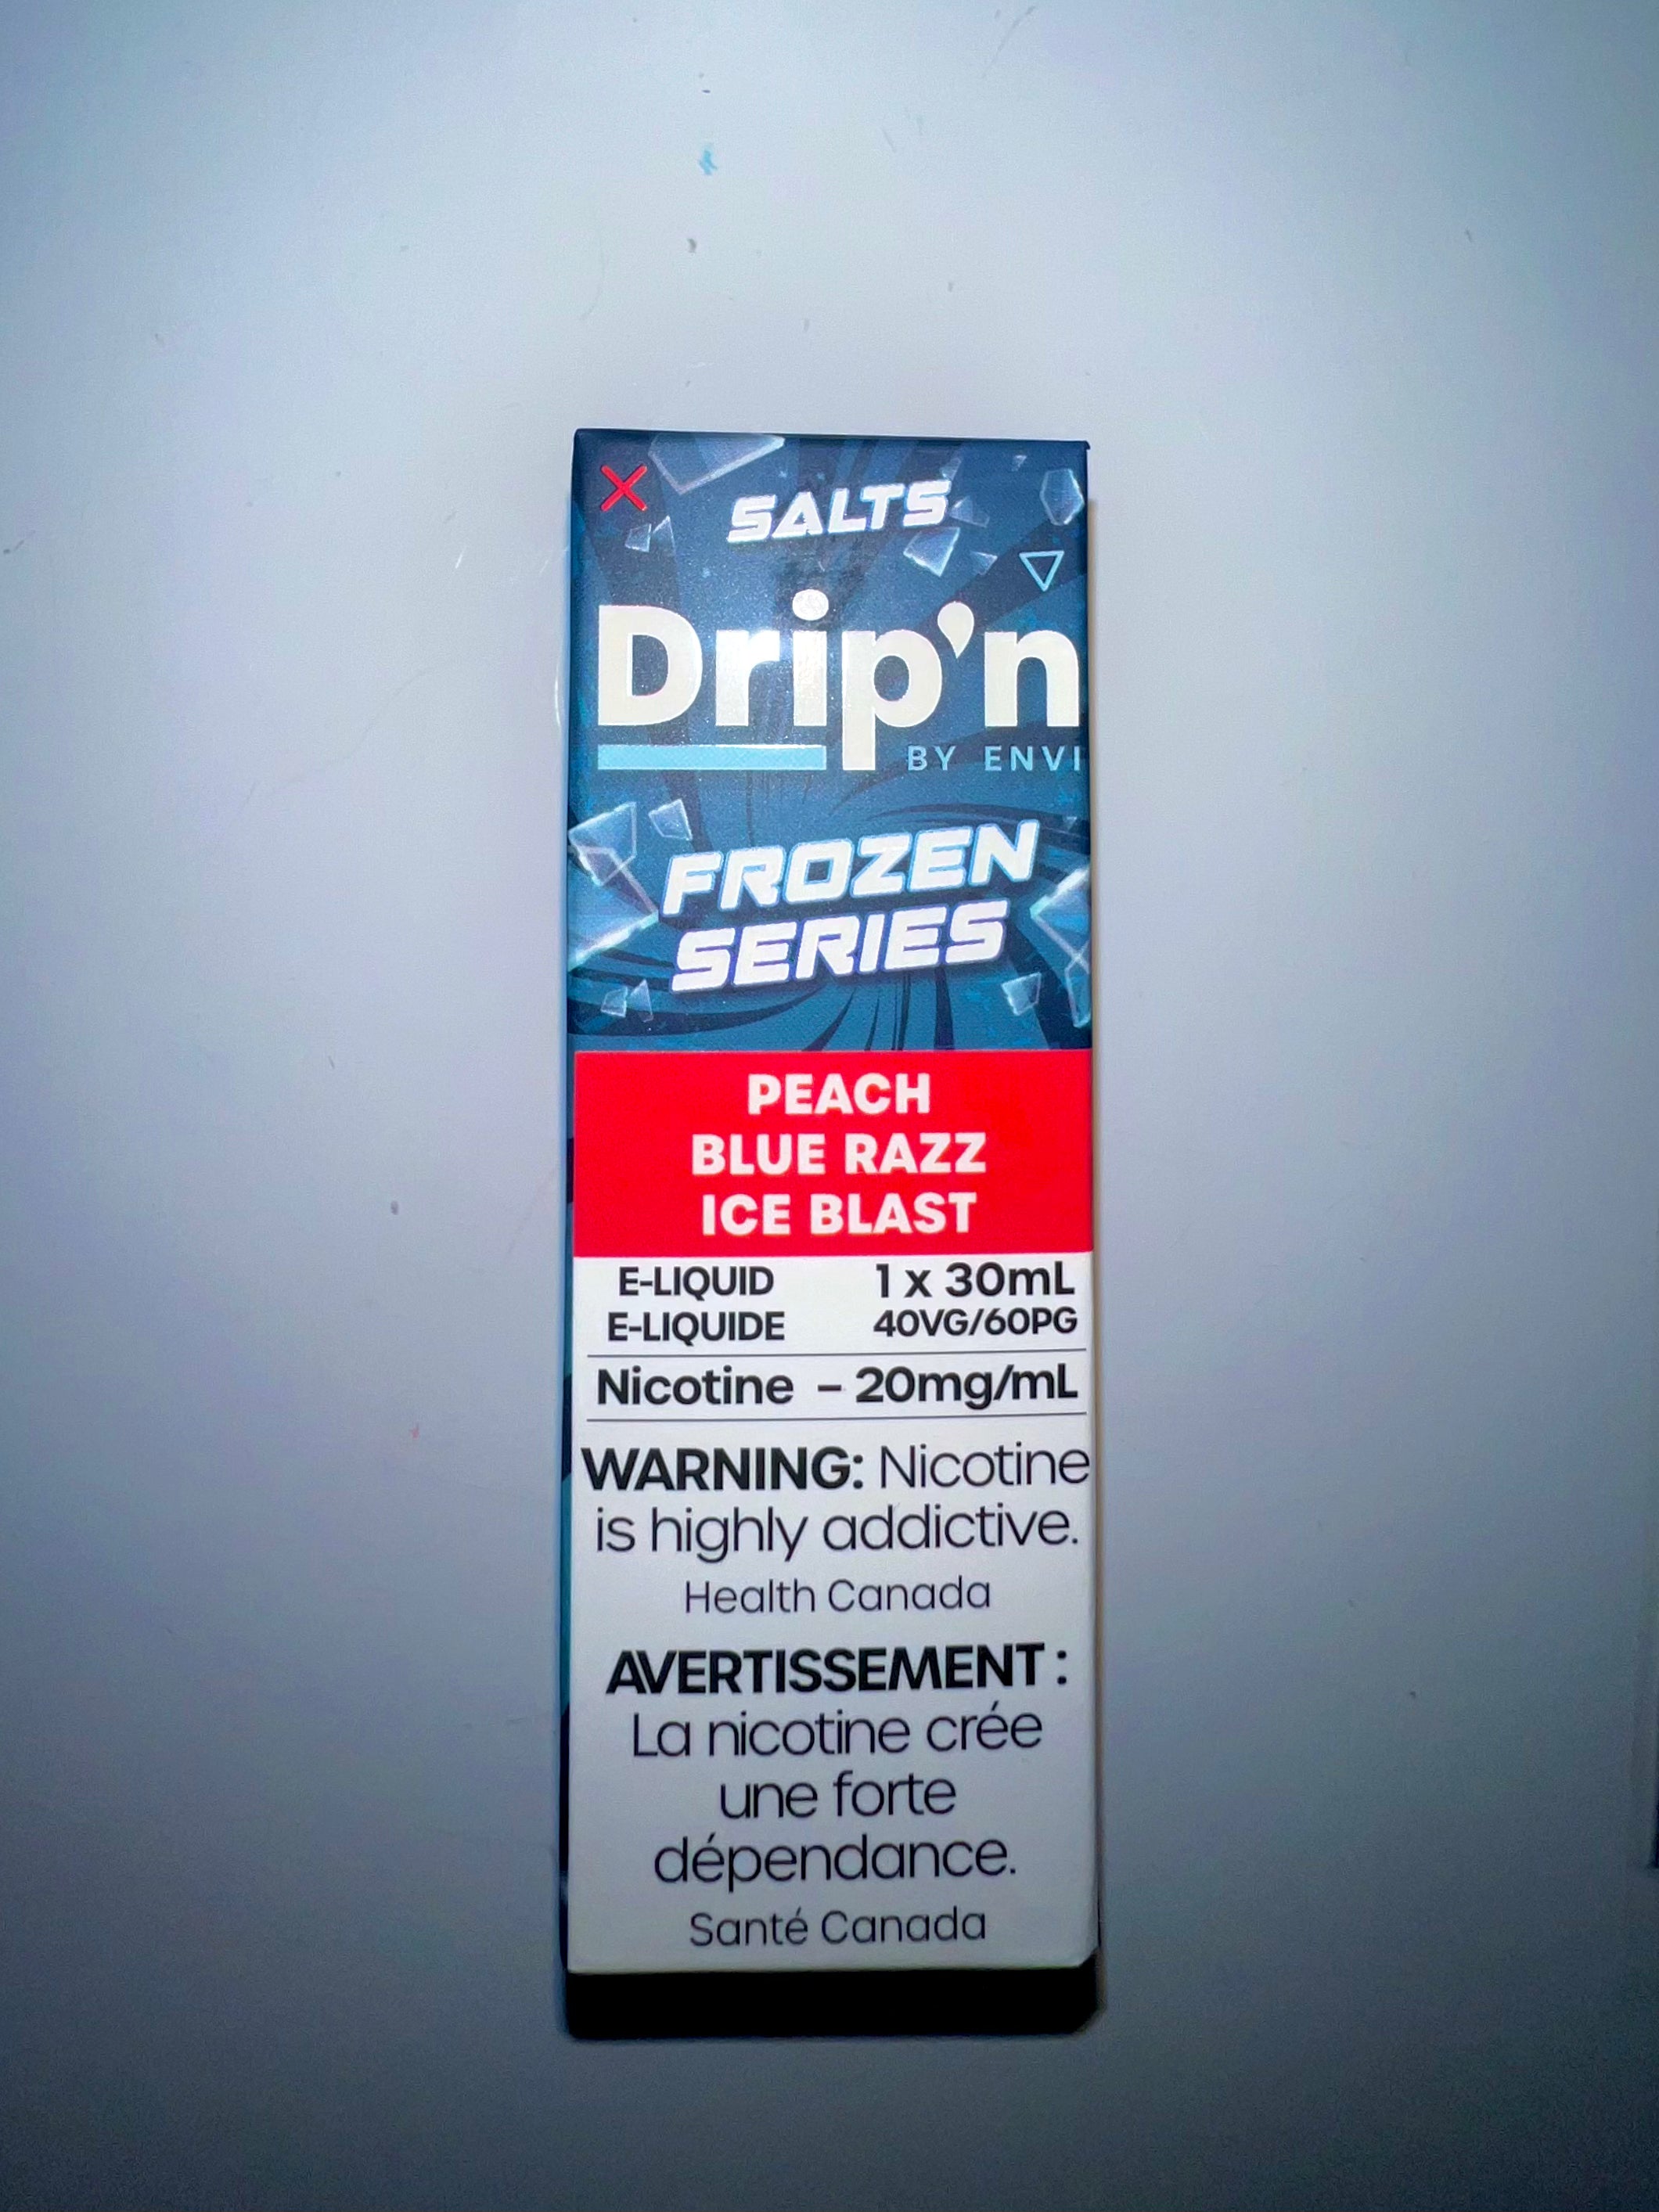 SALTS
Drip'n
BY ENVI
FROZEN
SERIES
PEACH
BLUE RAZZ
ICE BLAST
E-LIQUID 1 x 30mL
E-LIQUIDE 40VG/60PG
Nicotine – 20mg/mL
WARNING: Nicotine
is highly addictive.
Health Canada
AVERTISSEMENT :
La nicotine crée
une forte
dépendance.
Santé Canada